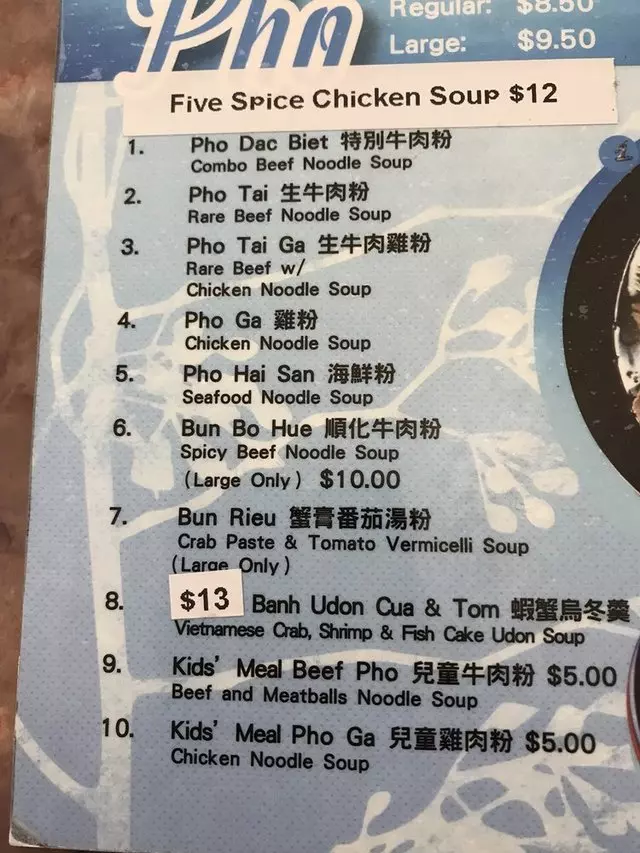 Pho
Regular: $8.50
Large: $9.50
Five Spice Chicken Soup $12
1. Pho Dac Biet 特別牛肉粉
Combo Beef Noodle Soup
2. Pho Tai 生牛肉粉
Rare Beef Noodle Soup
3. Pho Tai Ga 生牛肉雞粉
Rare Beef w/
Chicken Noodle Soup
4. Pho Ga 雞粉
Chicken Noodle Soup
5. Pho Hai San 海鮮粉
Seafood Noodle Soup
6. Bun Bo Hue 順化牛肉粉
Spicy Beef Noodle Soup
(Large Only) $10.00
7. Bun Rieu 蟹膏番茄湯粉
Crab Paste & Tomato Vermicelli Soup
(Large Only)
8. $13 Banh Udon Cua & Tom 蝦蟹烏冬羹
Vietnamese Crab, Shrimp & Fish Cake Udon Soup
9. Kids' Meal Beef Pho 兒童牛肉粉 $5.00
Beef and Meatballs Noodle Soup
10. Kids' Meal Pho Ga 兒童雞肉粉 $5.00
Chicken Noodle Soup